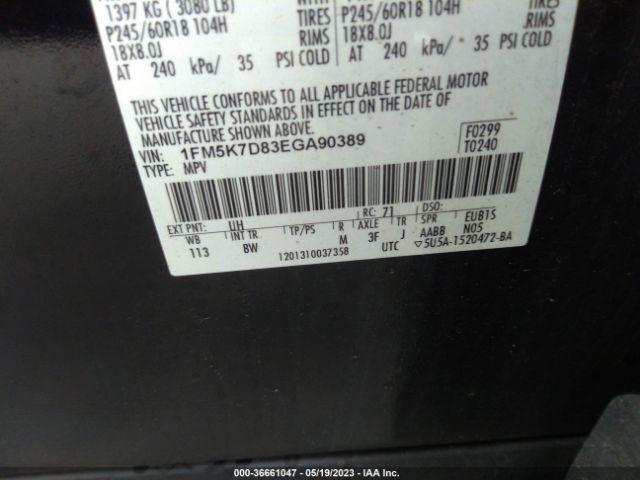 1397 KG ( 3080 LB)
TIRES
P245/60R18 104H
RIMS
18X8.0J
AT 240 kPa/ 35 PSI COLD
TIRES
P245/60R18 104H
RIMS
18X8.0J
AT 240 kPa/ 35 PSI COLD
THIS VEHICLE CONFORMS TO ALL APPLICABLE FEDERAL MOTOR
VEHICLE SAFETY STANDARDS IN EFFECT ON THE DATE OF
MANUFACTURE SHOWN ABOVE.
VIN: 1FM5K7D83EGA90389
TYPE: MPV
F0299
T0240
EXT PNT: UH RC: 71 DSO:
WB INT TR. TP/PS R AXLE TR SPR EUB1S
113 8W M 3F J AABB N05
1201310037358 UTC ▽5U5A-1520472-BA
000-36661047 - 05/19/2023 - IAA Inc.